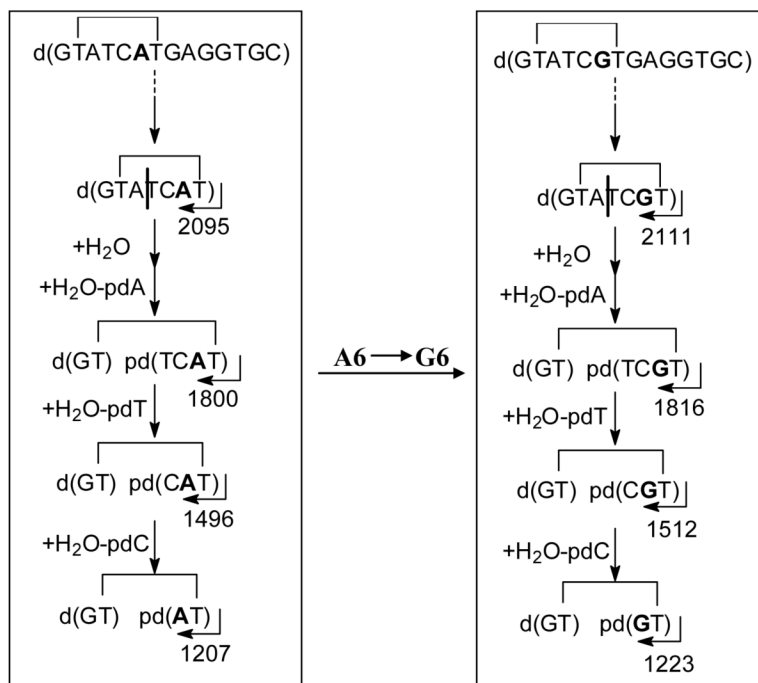 d(GTATCATGAGGTGC)
d(GTATCAT)
2095
+H₂O
+H₂O-pdA
d(GT) pd(TCAT)
1800
+H₂O-pdT
d(GT) pd(CAT)
1496
+H₂O-pdC
d(GT) pd(AT)
1207
A6 → G6
d(GTATCGTGAGGTGC)
d(GTATCGT)
2111
+H₂O
+H₂O-pdA
d(GT) pd(TCGT)
1816
+H₂O-pdT
d(GT) pd(CGT)
1512
+H₂O-pdC
d(GT) pd(GT)
1223